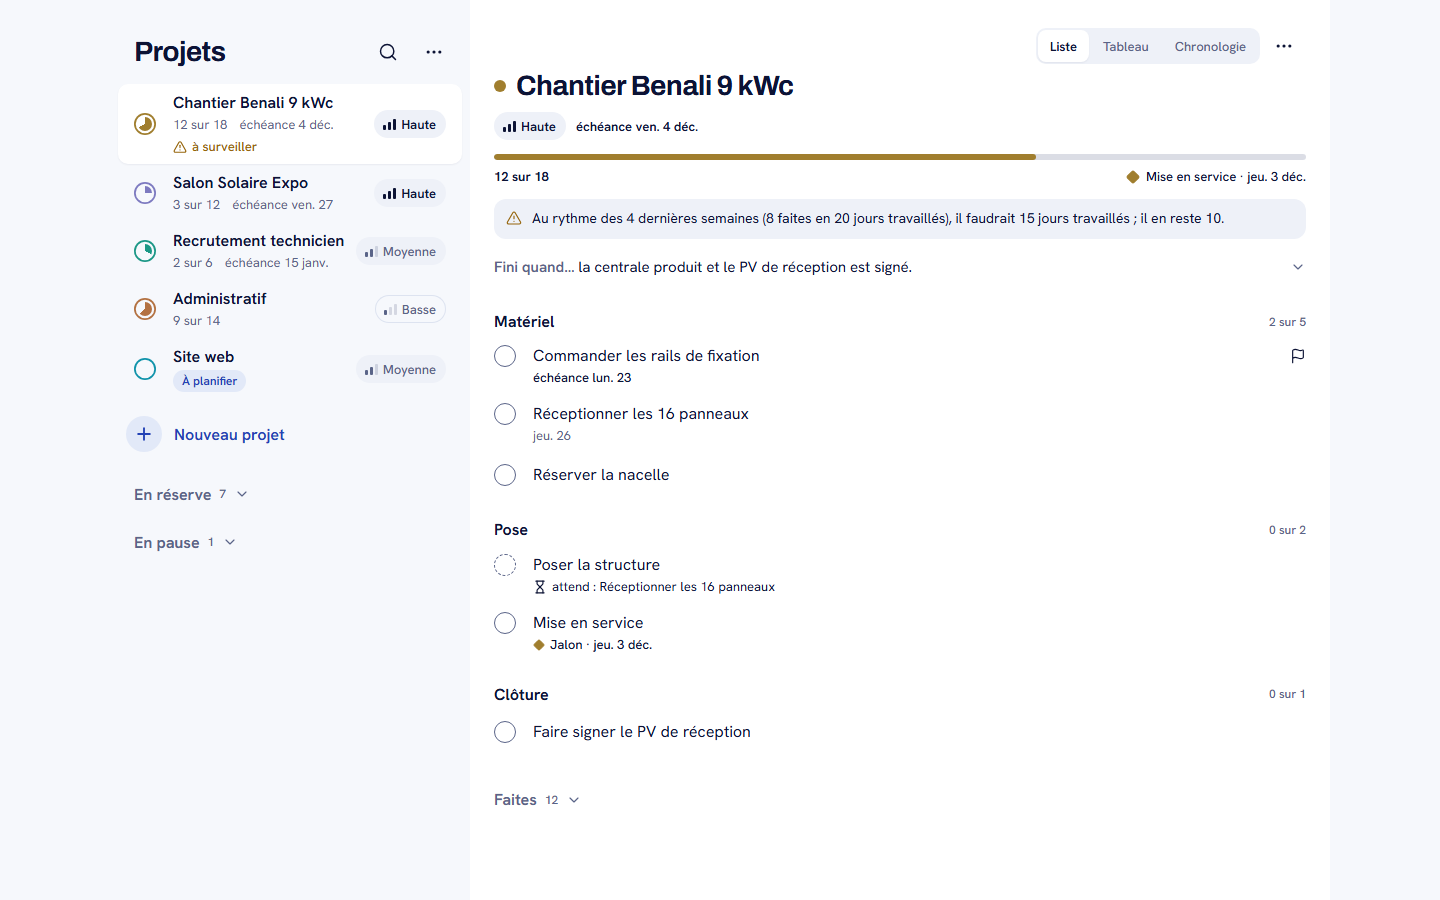 Projets
Chantier Benali 9 kWc
12 sur 18 échéance 4 déc.
à surveiller
Haute
Salon Solaire Expo
3 sur 12 échéance ven. 27
Haute
Recrutement technicien
2 sur 6 échéance 15 janv.
Moyenne
Administratif
9 sur 14
Basse
Site web
À planifier
Moyenne
Nouveau projet
En réserve 7
En pause 1
Liste Tableau Chronologie
Chantier Benali 9 kWc
Haute échéance ven. 4 déc.
12 sur 18
Mise en service · jeu. 3 déc.
Au rythme des 4 dernières semaines (8 faites en 20 jours travaillés), il faudrait 15 jours travaillés ; il en reste 10.
Fini quand… la centrale produit et le PV de réception est signé.
Matériel 2 sur 5
Commander les rails de fixation
échéance lun. 23
Réceptionner les 16 panneaux
jeu. 26
Réserver la nacelle
Pose 0 sur 2
Poser la structure
attend : Réceptionner les 16 panneaux
Mise en service
Jalon · jeu. 3 déc.
Clôture 0 sur 1
Faire signer le PV de réception
Faites 12